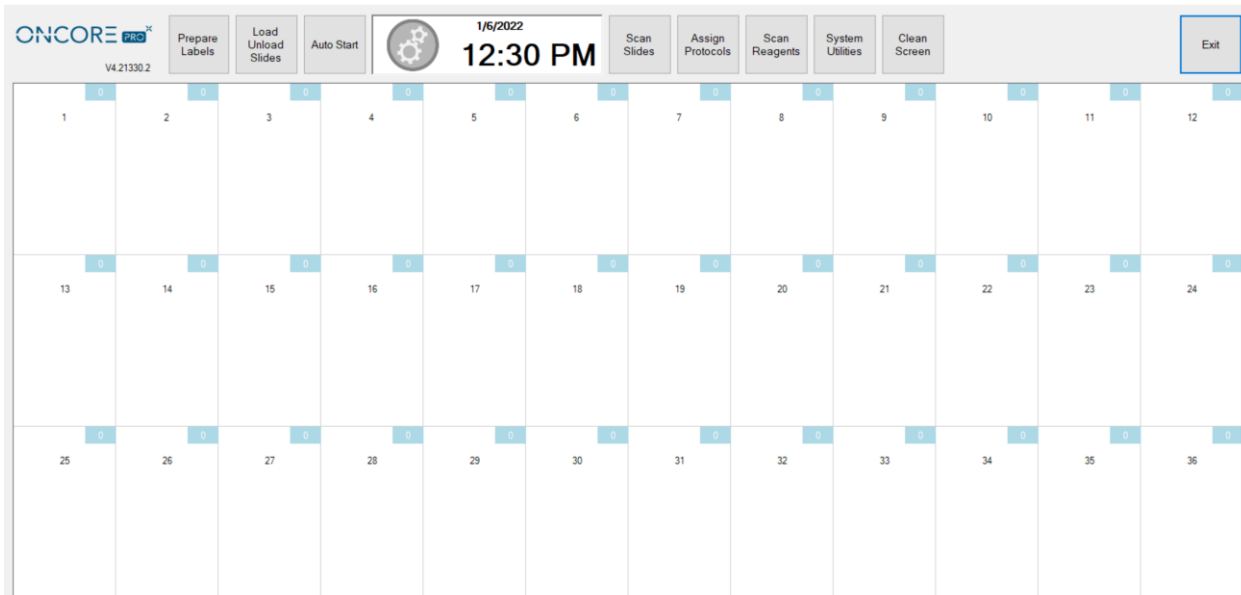 ONCORE PRO X
V4.21330.2
Prepare
Labels
Load
Unload
Slides
Auto Start
1/6/2022
12:30 PM
Scan
Slides
Assign
Protocols
Scan
Reagents
System
Utilities
Clean
Screen
Exit
0 0 0 0 0 0 0 0 0 0 0 0
1 2 3 4 5 6 7 8 9 10 11 12
0 0 0 0 0 0 0 0 0 0 0 0
13 14 15 16 17 18 19 20 21 22 23 24
0 0 0 0 0 0 0 0 0 0 0 0
25 26 27 28 29 30 31 32 33 34 35 36